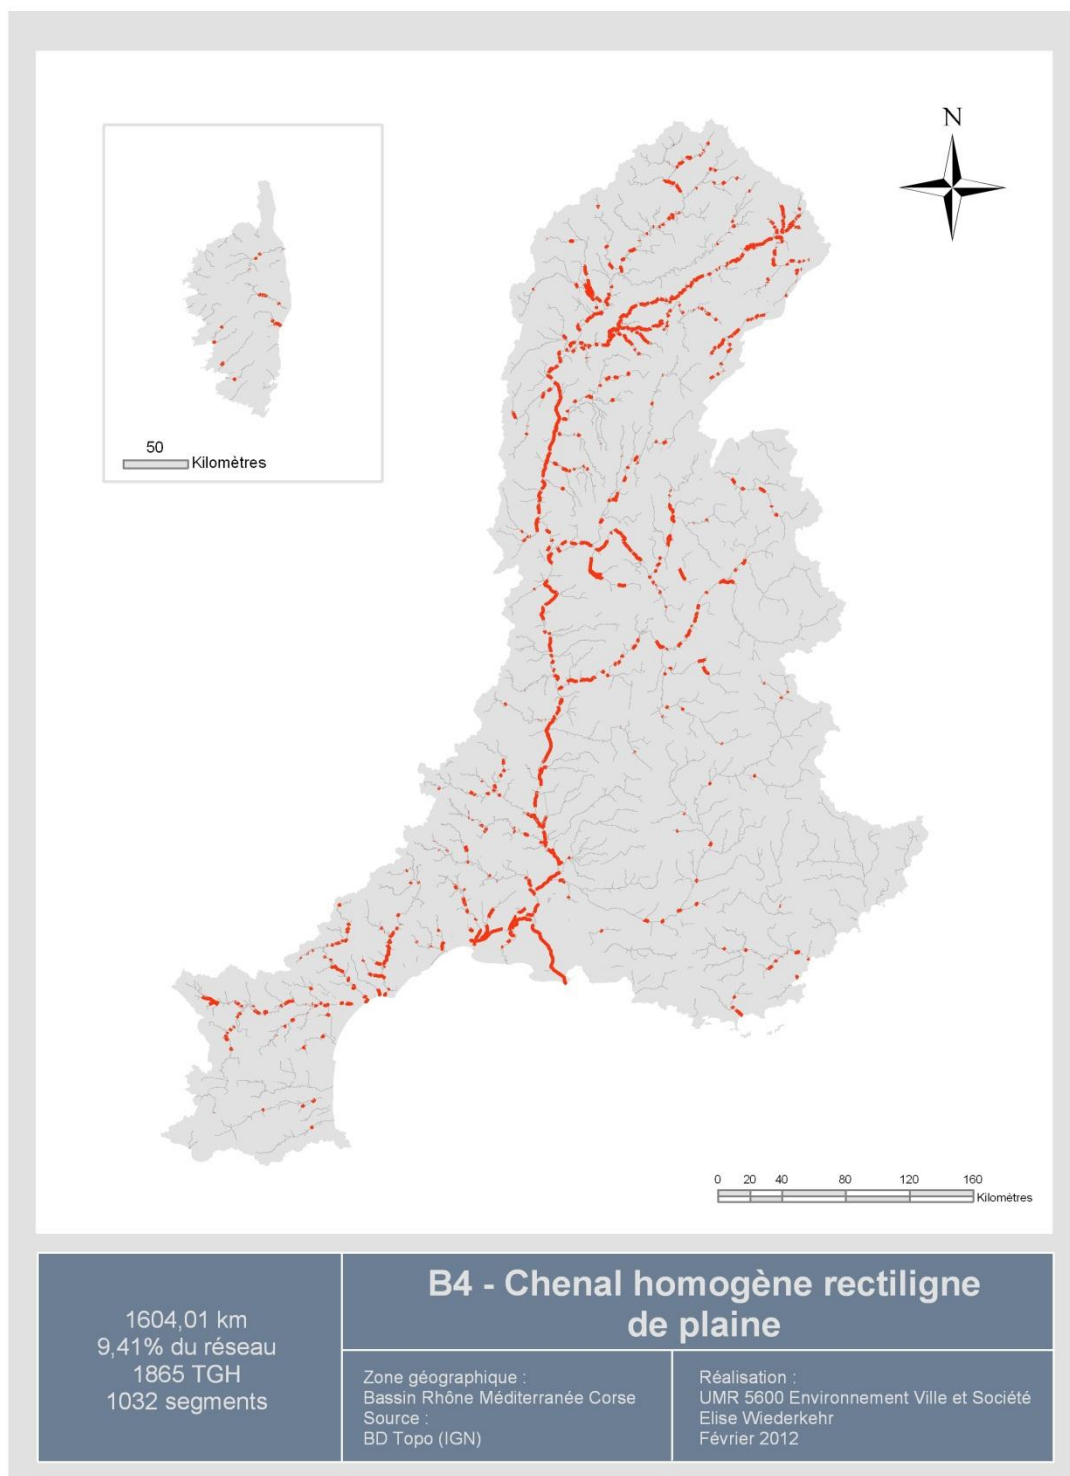 N
50
Kilomètres
0 20 40 80 120 160
Kilomètres
1604,01 km
9,41% du réseau
1865 TGH
1032 segments
B4 - Chenal homogène rectiligne
de plaine
Zone géographique :
Bassin Rhône Méditerranée Corse
Source :
BD Topo (IGN)
Réalisation :
UMR 5600 Environnement Ville et Société
Elise Wiederkehr
Février 2012